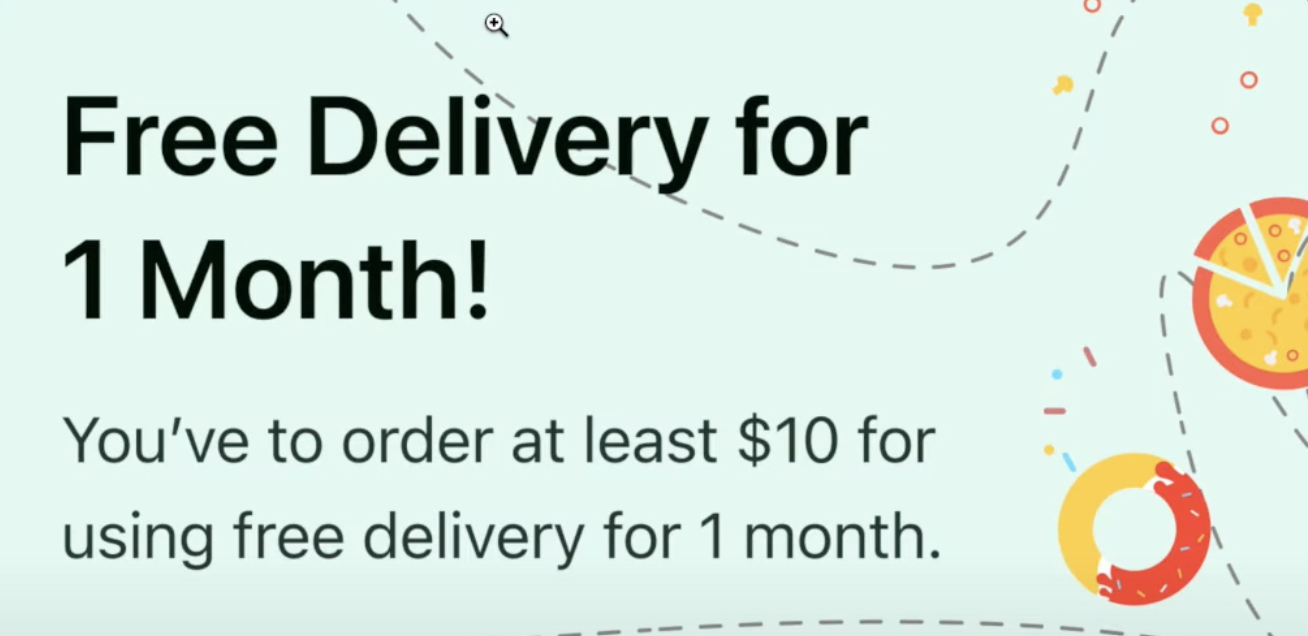 Free Delivery for
1 Month!
You’ve to order at least $10 for
using free delivery for 1 month.